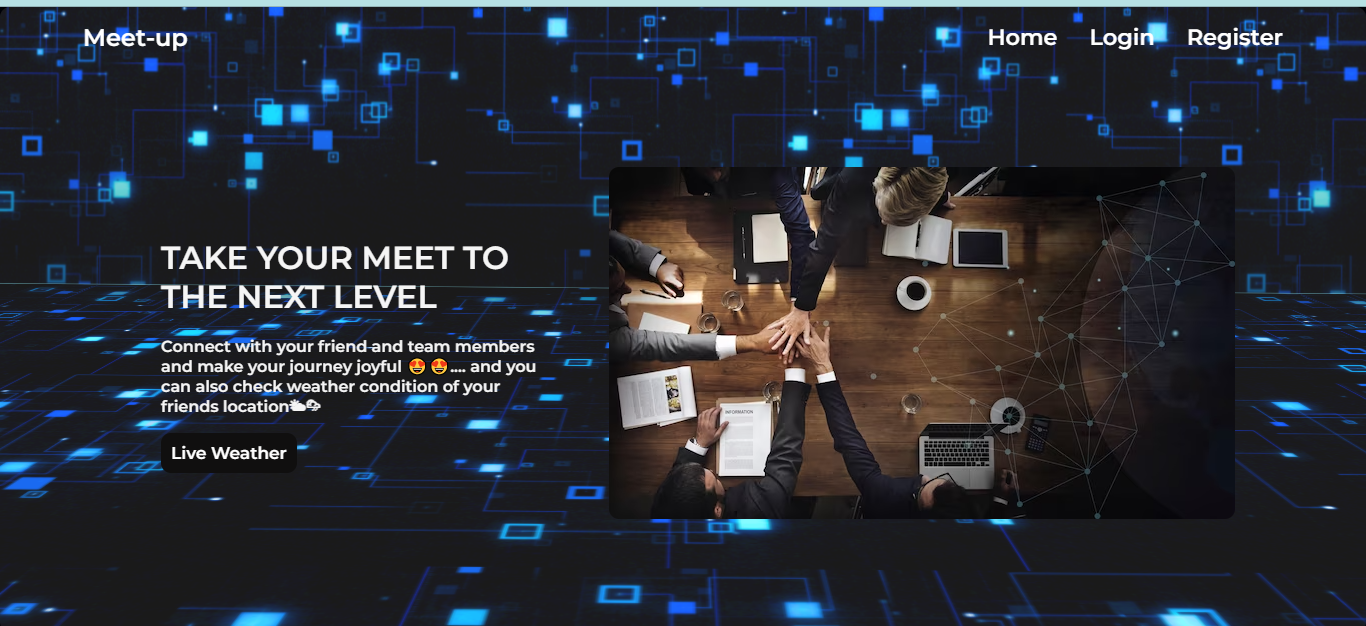 Meet-up
Home Login Register
TAKE YOUR MEET TO
THE NEXT LEVEL
Connect with your friend and team members
and make your journey joyful 😍 😍.... and you
can also check weather condition of your
friends location🌥🌦
Live Weather
INFORMATION